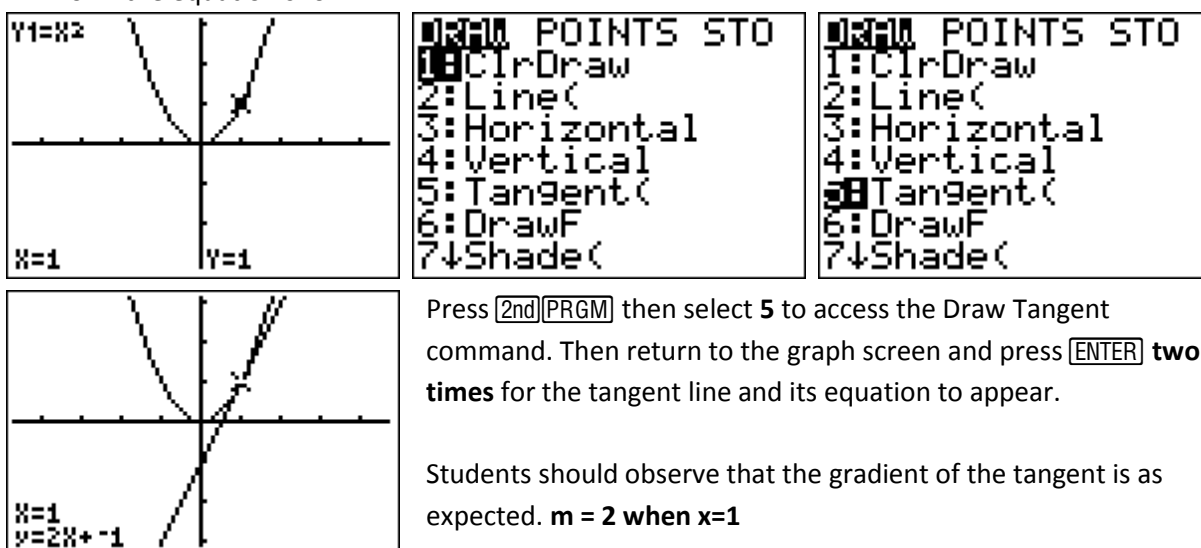 Y1=X2
X=1 Y=1
DRAW POINTS STO
1:ClrDraw
2:Line(
3:Horizontal
4:Vertical
5:Tangent(
6:DrawF
7↓Shade(
DRAW POINTS STO
1:ClrDraw
2:Line(
3:Horizontal
4:Vertical
5:Tangent(
6:DrawF
7↓Shade(
X=1
y=2X+-1
Press 2nd PRGM then select 5 to access the Draw Tangent
command. Then return to the graph screen and press ENTER two
times for the tangent line and its equation to appear.
Students should observe that the gradient of the tangent is as
expected. m = 2 when x=1